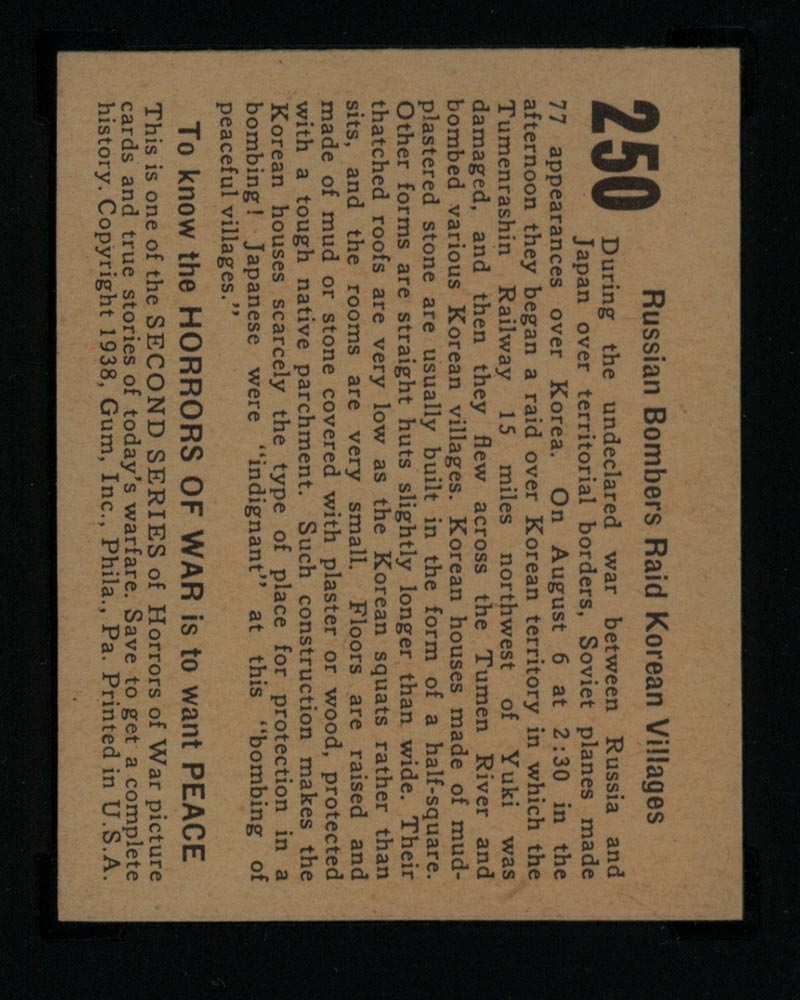 Russian Bombers Raid Korean Villages
250
During the undeclared war between Russia and
Japan over territorial borders, Soviet planes made
77 appearances over Korea. On August 6 at 2:30 in the
afternoon they began a raid over Korean territory in which the
Tumenrashin Railway 15 miles northwest of Yuki was
damaged, and then they flew across the Tumen River and
bombed various Korean villages. Korean houses made of mud-
plastered stone are usually built in the form of a half-square.
Other forms are straight huts slightly longer than wide. Their
thatched roofs are very low as the Korean squats rather than
sits, and the rooms are very small. Floors are raised and
made of mud or stone covered with plaster or wood, protected
with a tough native parchment. Such construction makes the
Korean houses scarcely the type of place for protection in a
bombing! Japanese were "indignant" at this "bombing of
peaceful villages."
To know the HORRORS OF WAR is to want PEACE
This is one of the SECOND SERIES of Horrors of War picture
cards and true stories of today's warfare. Save to get a complete
history. Copyright 1938, Gum, Inc., Phila., Pa. Printed in U.S.A.